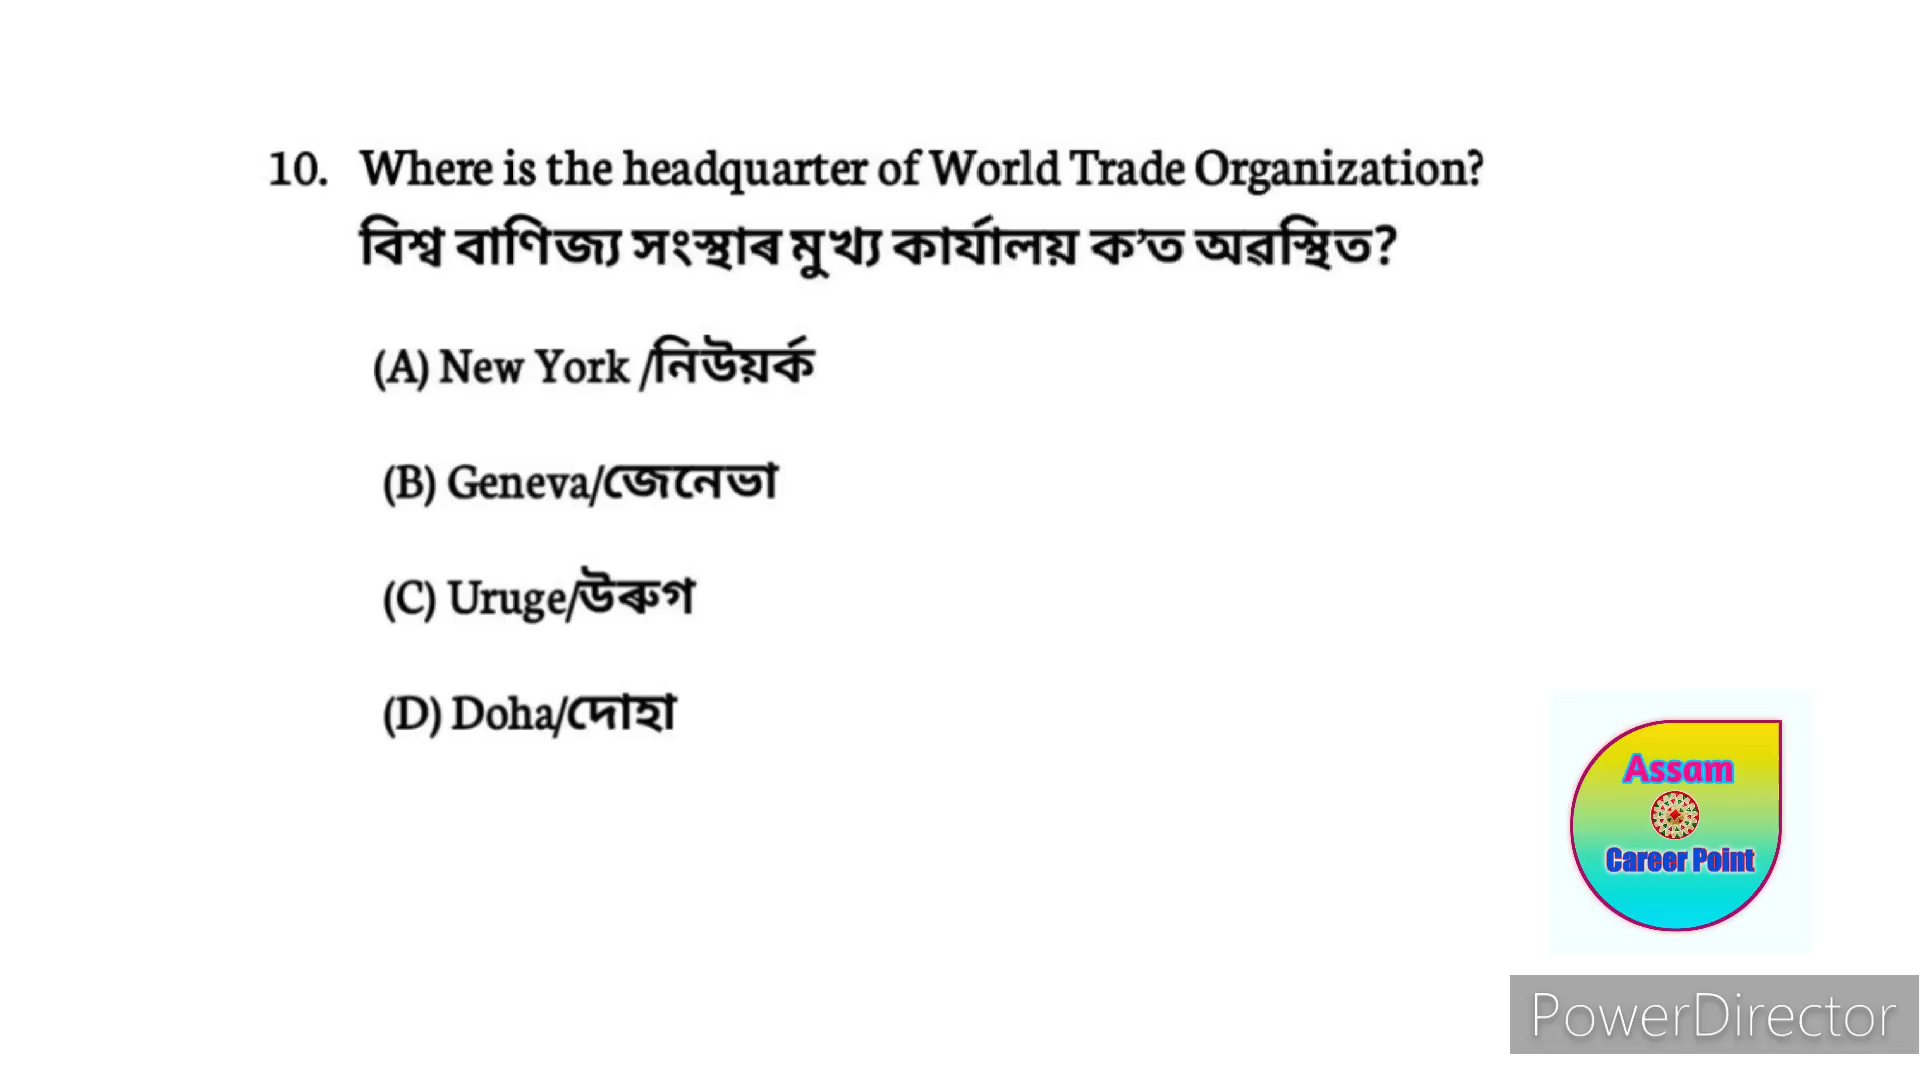 10. Where is the headquarter of World Trade Organization?
বিশ্ব বাণিজ্য সংস্থাৰ মুখ্য কাৰ্যালয় ক’ত অৱস্থিত?
(A) New York /নিউয়ৰ্ক
(B) Geneva/জেনেভা
(C) Uruge/উৰুগ
(D) Doha/দোহা
Assam
Career Point
PowerDirector